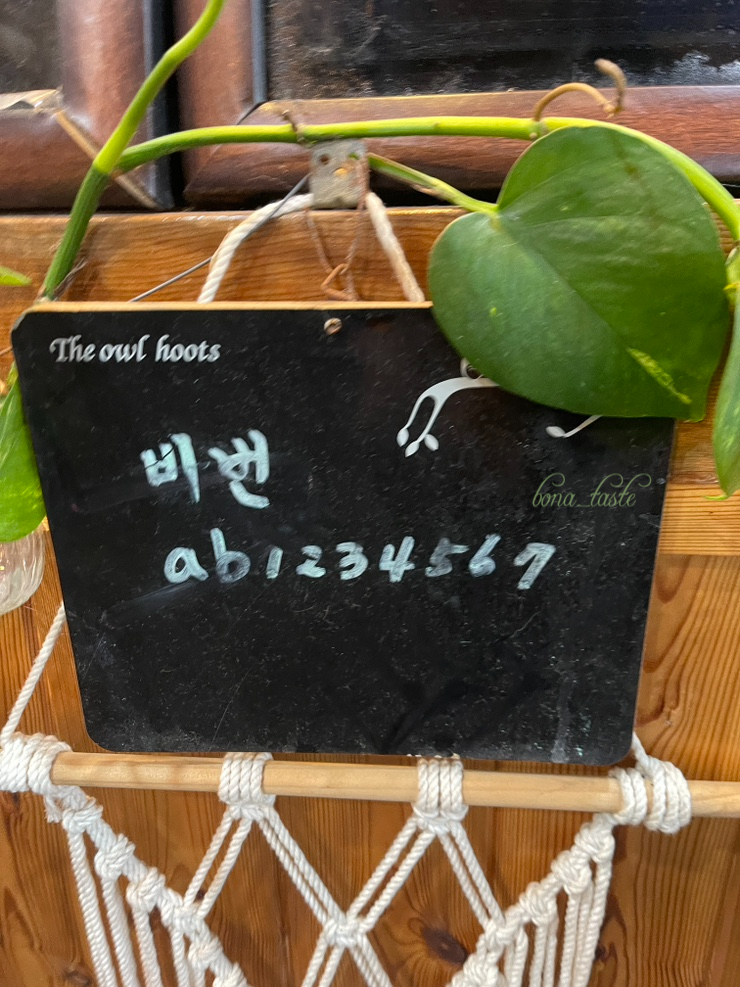 The owl hoots
비번
bona_taste
ab1234567